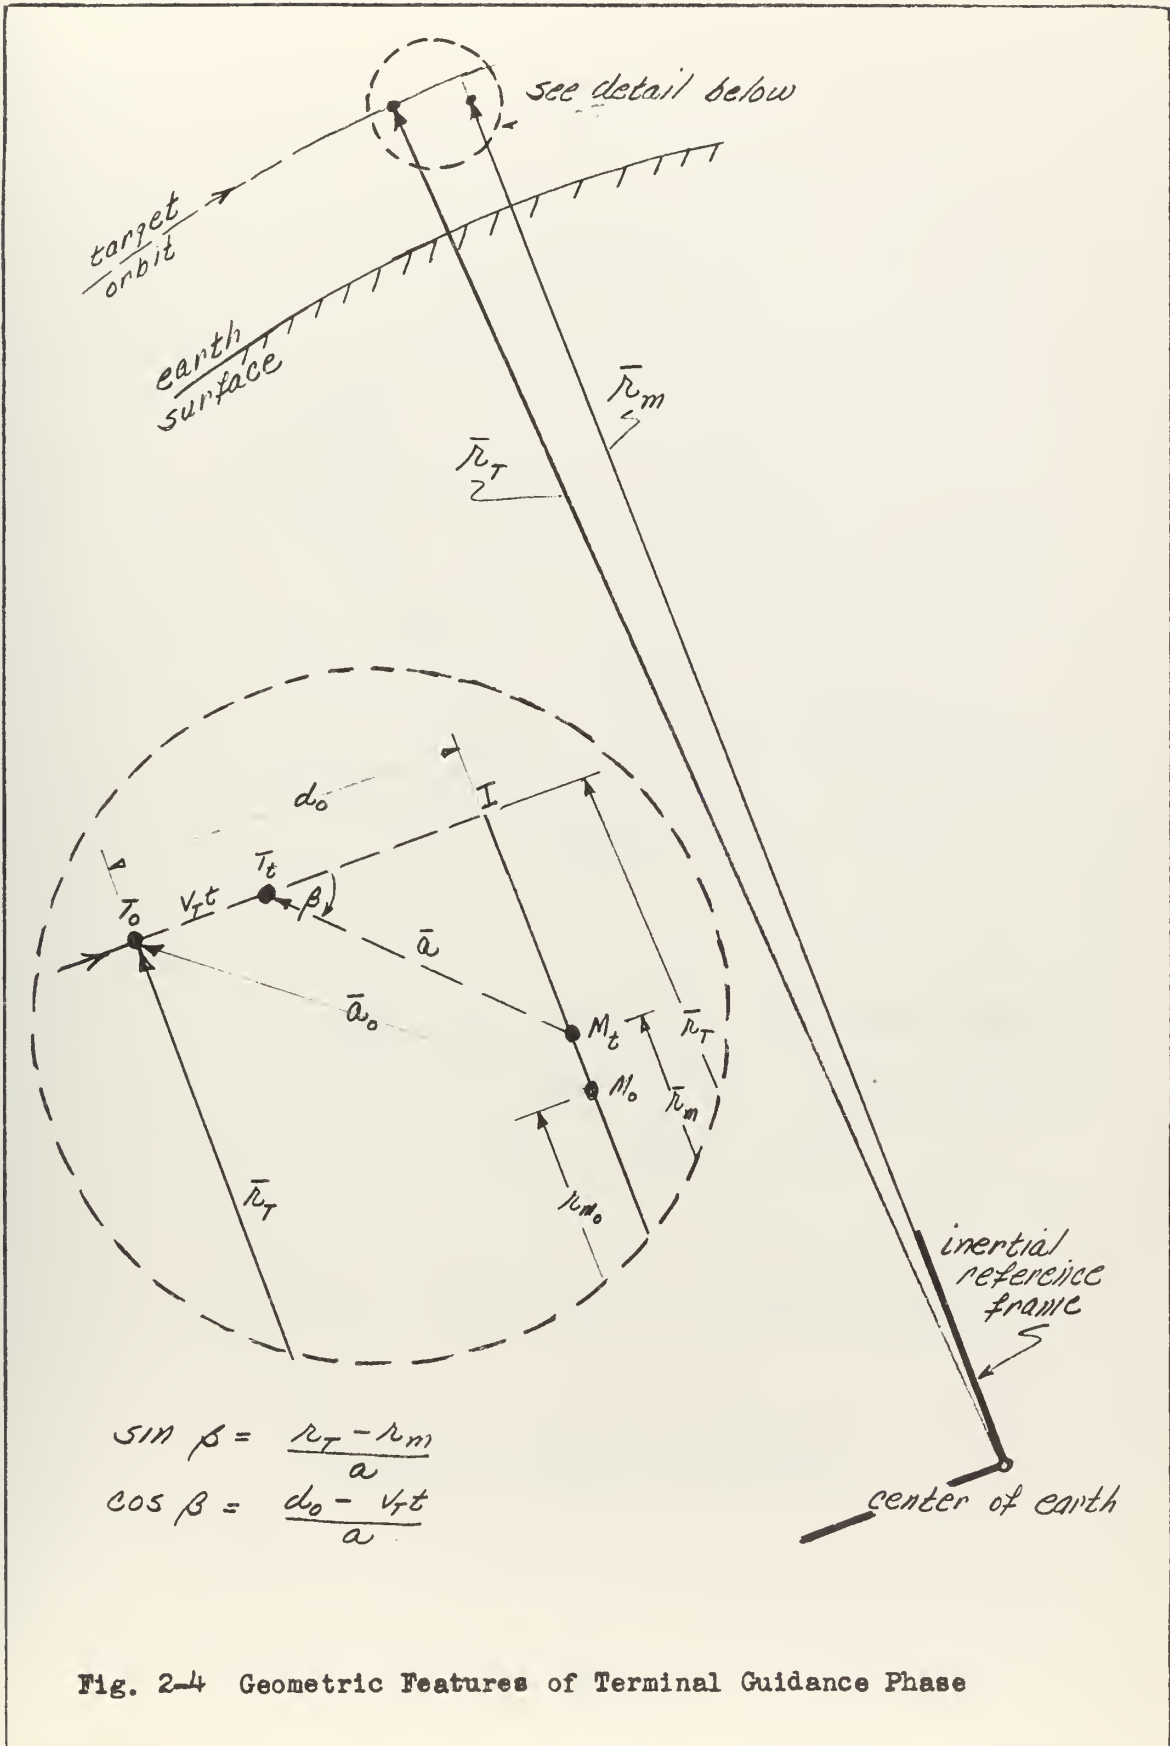 see detail below
target
orbit
earth
surface
r̄m
r̄T
d₀
I
Tt
β
VTt
T₀
ā
ā₀
Mt
r̄T
M₀
r̄m
rm₀
r̄T
inertial
reference
frame
sin β = rT - rm
a
cos β = d₀ - VTt
a
center of earth
Fig. 2-4 Geometric Features of Terminal Guidance Phase